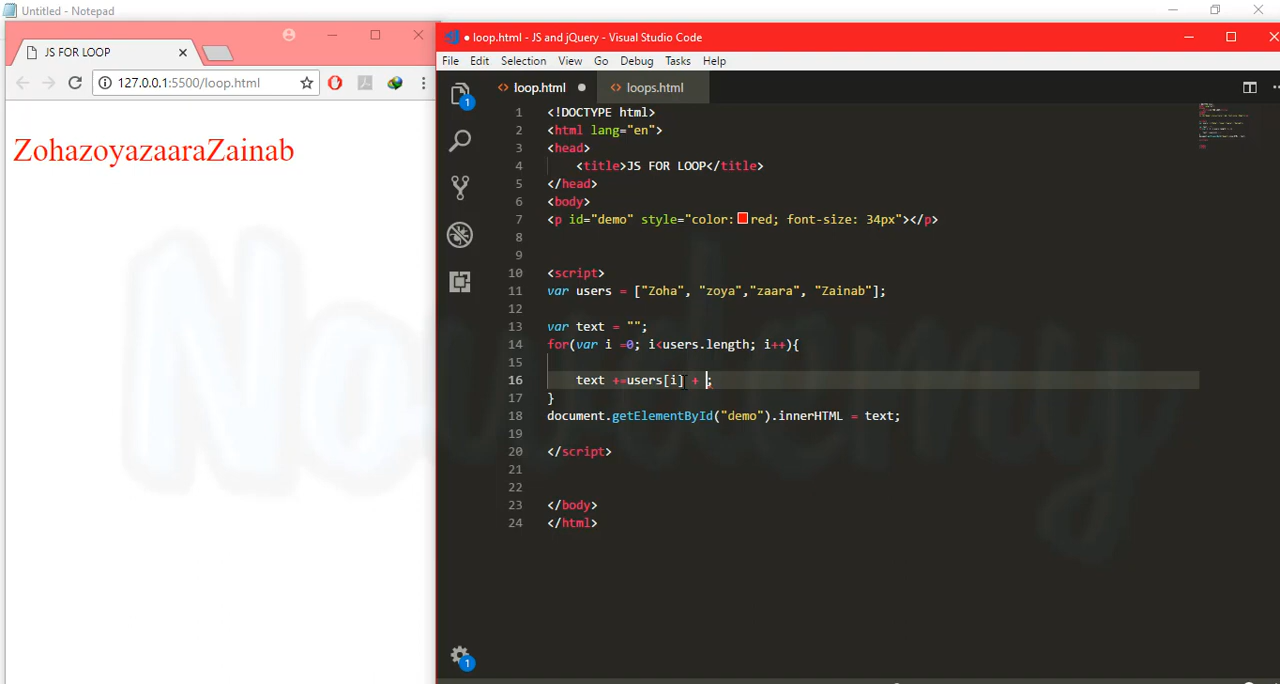 Untitled - Notepad
JS FOR LOOP
127.0.0.1:5500/loop.html
ZohazoyazaaraZainab
● loop.html - JS and jQuery - Visual Studio Code
File Edit Selection View Go Debug Tasks Help
<> loop.html ● <> loops.html
1 <!DOCTYPE html>
2 <html lang="en">
3 <head>
4 <title>JS FOR LOOP</title>
5 </head>
6 <body>
7 <p id="demo" style="color:red; font-size: 34px"></p>
8
9
10 <script>
11 var users = ["Zoha", "zoya","zaara", "Zainab"];
12
13 var text = "";
14 for(var i =0; i<users.length; i++){
15
16 text +=users[i] + ;
17 }
18 document.getElementById("demo").innerHTML = text;
19
20 </script>
21
22
23 </body>
24 </html>
1
1